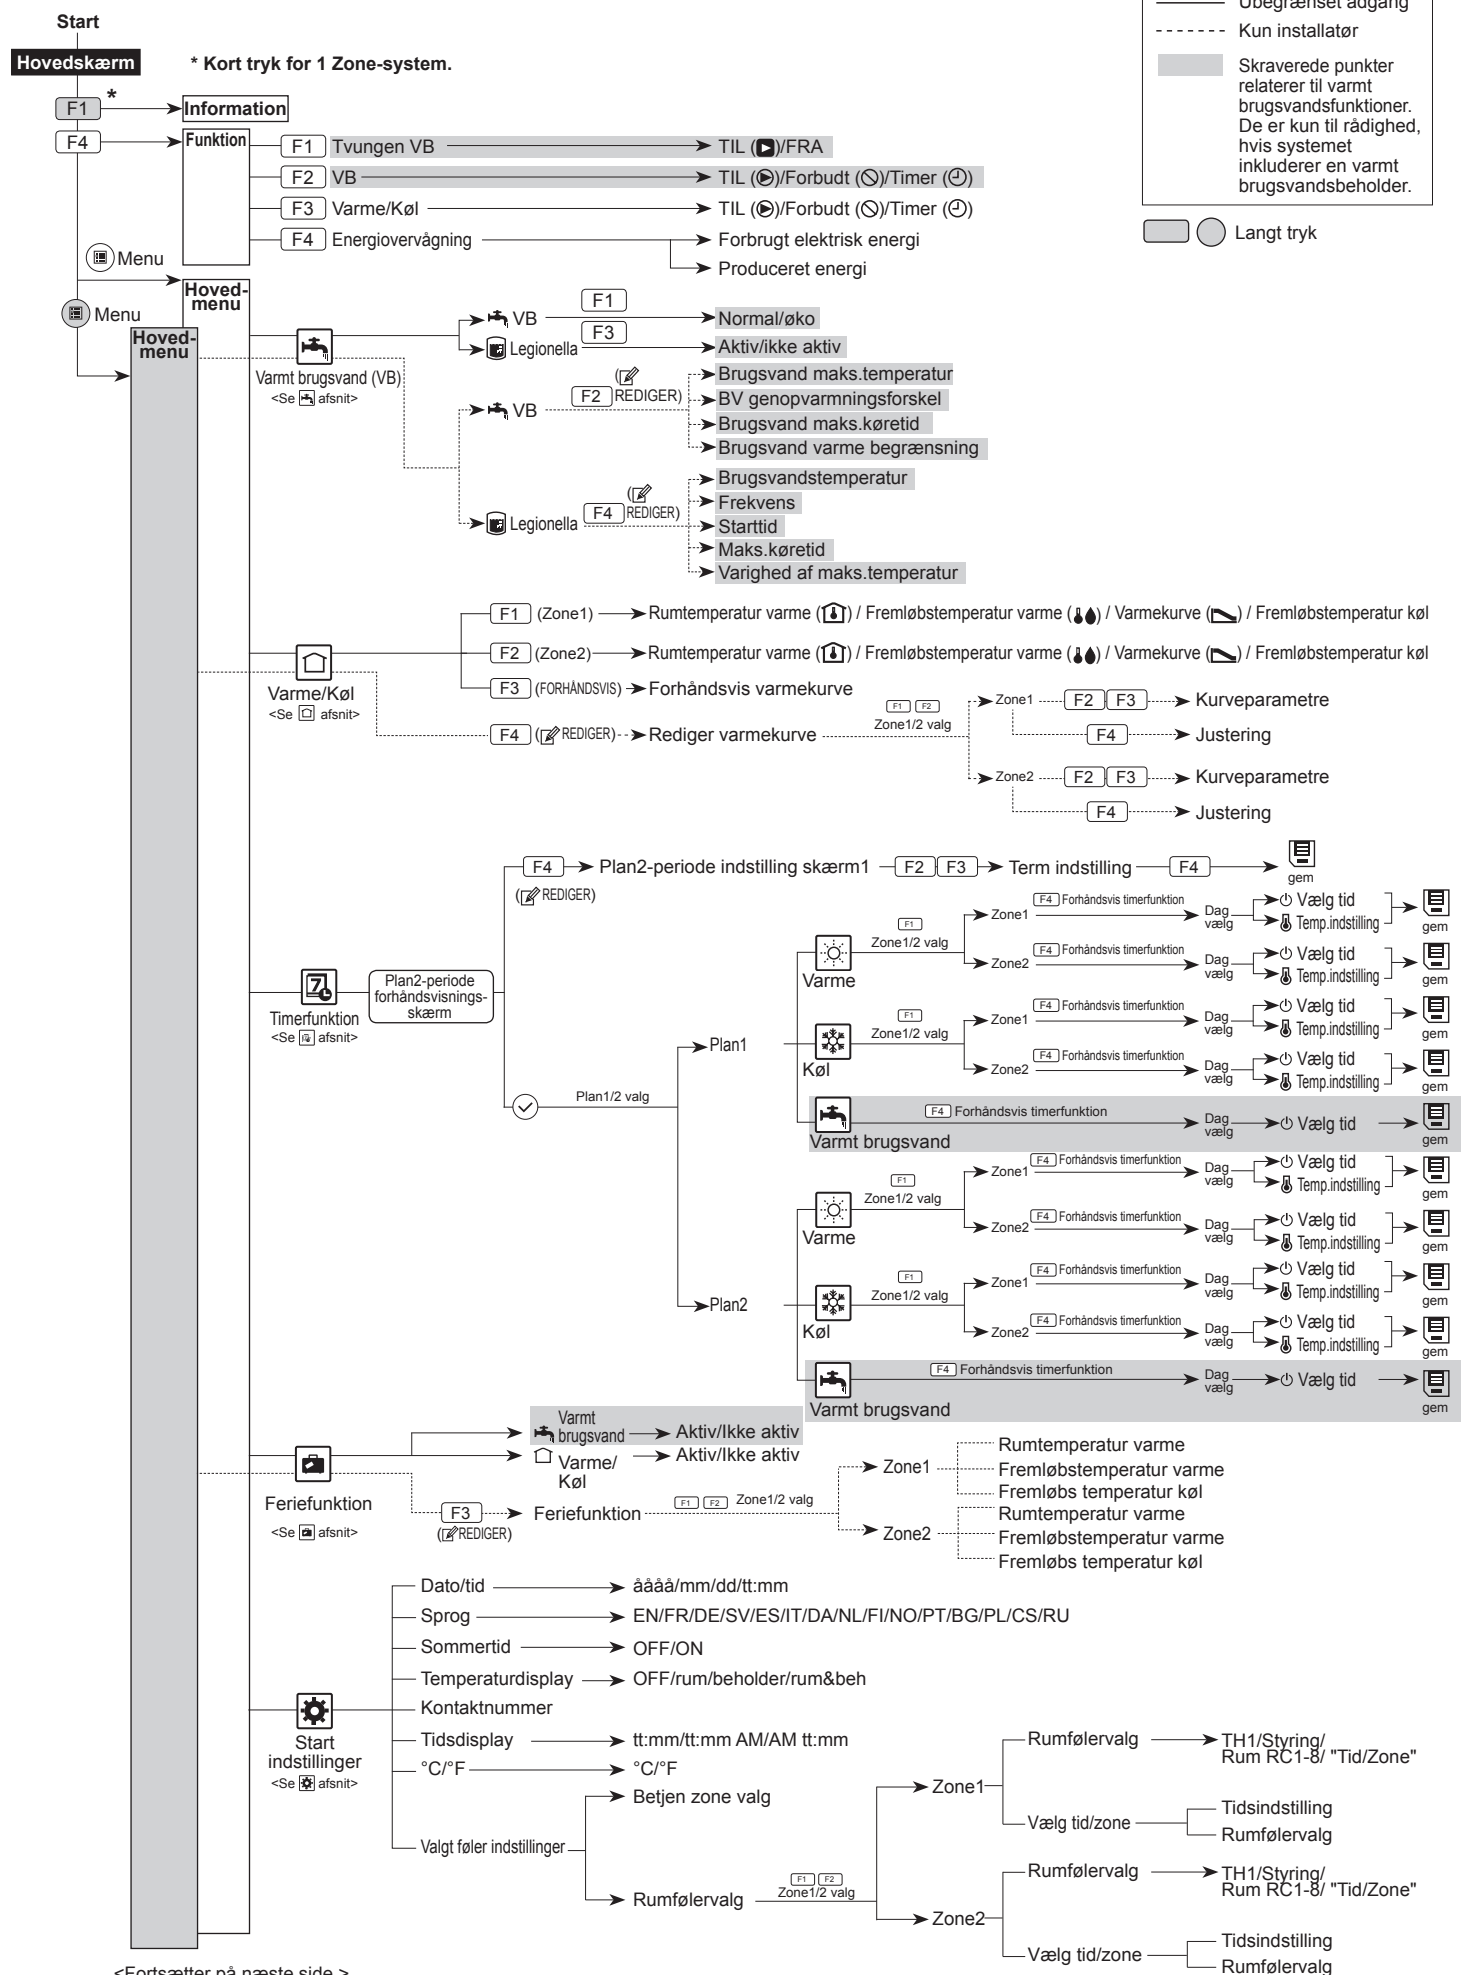 Start
Hovedskærm
* Kort tryk for 1 Zone-system.
Ubegrænset adgang
Kun installatør
Skraverede punkter
relaterer til varmt
brugsvandsfunktioner.
De er kun til rådighed,
hvis systemet
inkluderer en varmt
brugsvandsbeholder.
Langt tryk
F1 * Information
F4 Funktion
F1 Tvungen VB TIL ()/FRA
F2 VB TIL ()/Forbudt ()/Timer ()
F3 Varme/Køl TIL ()/Forbudt ()/Timer ()
F4 Energiovervågning Forbrugt elektrisk energi
Produceret energi
Menu
Hoved-
menu
Menu
Hoved-
menu
Varmt brugsvand (VB)
<Se afsnit>
VB F1 Normal/øko
Legionella F3 Aktiv/ikke aktiv
VB F2 (REDIGER)
Brugsvand maks.temperatur
BV genopvarmningsforskel
Brugsvand maks.køretid
Brugsvand varme begrænsning
Legionella F4 (REDIGER)
Brugsvandstemperatur
Frekvens
Starttid
Maks.køretid
Varighed af maks.temperatur
Varme/Køl
<Se afsnit>
F1 (Zone1) Rumtemperatur varme () / Fremløbstemperatur varme () / Varmekurve () / Fremløbstemperatur køl
F2 (Zone2) Rumtemperatur varme () / Fremløbstemperatur varme () / Varmekurve () / Fremløbstemperatur køl
F3 (FORHÅNDSVIS) Forhåndsvis varmekurve
F4 (REDIGER) Rediger varmekurve
F1 F2
Zone1/2 valg
Zone1 F2 F3 Kurveparametre
F4 Justering
Zone2 F2 F3 Kurveparametre
F4 Justering
Timerfunktion
<Se afsnit>
Plan2-periode
forhåndsvisnings-
skærm
F4 Plan2-periode indstilling skærm1 F2 F3 Term indstilling F4 gem
(REDIGER)
Plan1/2 valg
Plan1
Varme
F1
Zone1/2 valg
Zone1 F4 Forhåndsvis timerfunktion Dag vælg Vælg tid
Temp.indstilling gem
Zone2 F4 Forhåndsvis timerfunktion Dag vælg Vælg tid
Temp.indstilling gem
Køl
F1
Zone1/2 valg
Zone1 F4 Forhåndsvis timerfunktion Dag vælg Vælg tid
Temp.indstilling gem
Zone2 F4 Forhåndsvis timerfunktion Dag vælg Vælg tid
Temp.indstilling gem
Varmt brugsvand
F4 Forhåndsvis timerfunktion Dag vælg Vælg tid gem
Plan2
Varme
F1
Zone1/2 valg
Zone1 F4 Forhåndsvis timerfunktion Dag vælg Vælg tid
Temp.indstilling gem
Zone2 F4 Forhåndsvis timerfunktion Dag vælg Vælg tid
Temp.indstilling gem
Køl
F1
Zone1/2 valg
Zone1 F4 Forhåndsvis timerfunktion Dag vælg Vælg tid
Temp.indstilling gem
Zone2 F4 Forhåndsvis timerfunktion Dag vælg Vælg tid
Temp.indstilling gem
Varmt brugsvand
F4 Forhåndsvis timerfunktion Dag vælg Vælg tid gem
Feriefunktion
<Se afsnit>
Varmt
brugsvand Aktiv/Ikke aktiv
Varme/
Køl Aktiv/Ikke aktiv
F3 Feriefunktion
(REDIGER)
F1 F2 Zone1/2 valg
Zone1
Rumtemperatur varme
Fremløbstemperatur varme
Fremløbs temperatur køl
Zone2
Rumtemperatur varme
Fremløbstemperatur varme
Fremløbs temperatur køl
Start
indstillinger
<Se afsnit>
Dato/tid åååå/mm/dd/tt:mm
Sprog EN/FR/DE/SV/ES/IT/DA/NL/FI/NO/PT/BG/PL/CS/RU
Sommertid OFF/ON
Temperaturdisplay OFF/rum/beholder/rum&beh
Kontaktnummer
Tidsdisplay tt:mm/tt:mm AM/AM tt:mm
°C/°F °C/°F
Valgt føler indstillinger
Betjen zone valg
Rumfølervalg
F1 F2
Zone1/2 valg
Zone1
Rumfølervalg TH1/Styring/
Rum RC1-8/ "Tid/Zone"
Vælg tid/zone
Tidsindstilling
Rumfølervalg
Zone2
Rumfølervalg TH1/Styring/
Rum RC1-8/ "Tid/Zone"
Vælg tid/zone
Tidsindstilling
Rumfølervalg
<Fortsætter på næste side.>